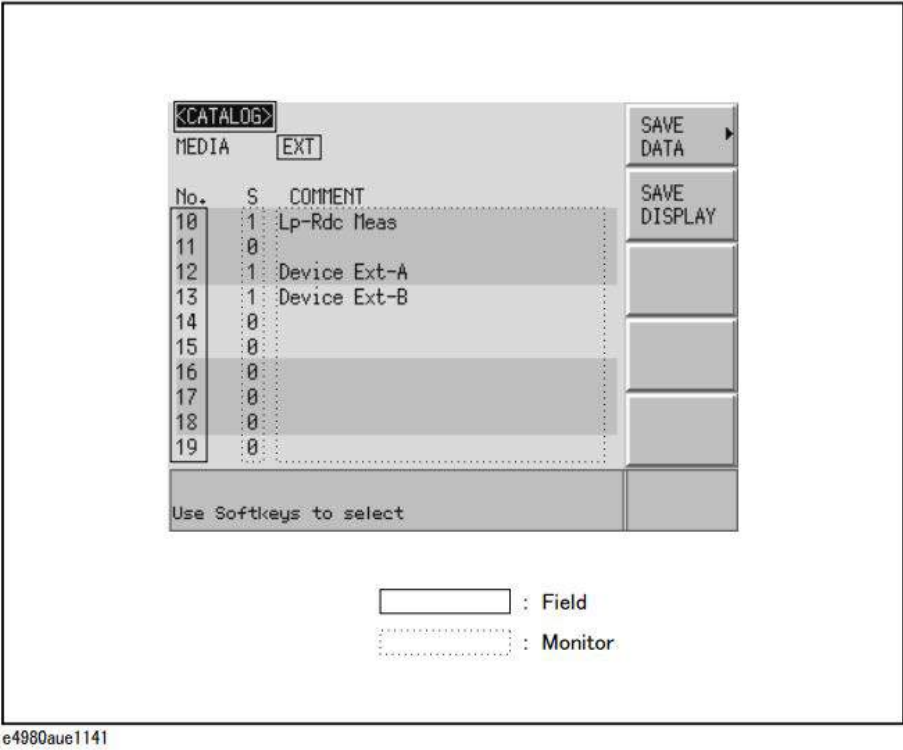 <CATALOG>
MEDIA EXT
No. S COMMENT
10 1 Lp-Rdc Meas
11 0
12 1 Device Ext-A
13 1 Device Ext-B
14 0
15 0
16 0
17 0
18 0
19 0
SAVE
DATA
SAVE
DISPLAY
Use Softkeys to select
: Field
: Monitor
e4980aue1141